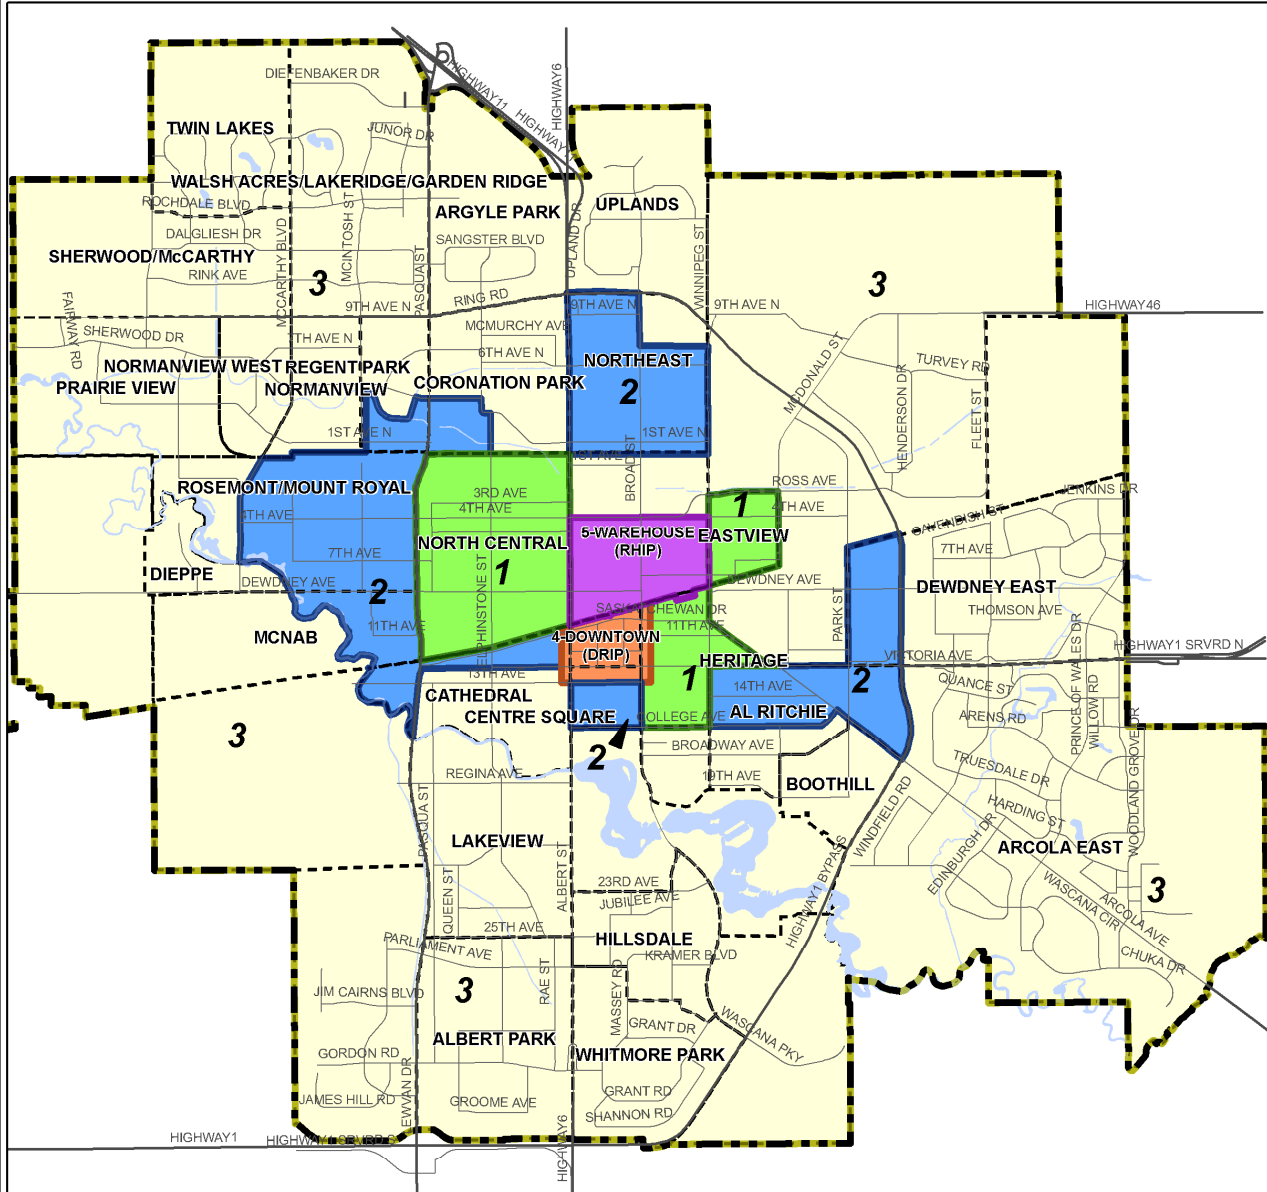 HIGHWAY11
HIGHWAY
HIGHWAY6
DIEFENBAKER DR
TWIN LAKES
JUNOR DR
WALSH ACRES/LAKERIDGE/GARDEN RIDGE
ROCHDALE BLVD
ARGYLE PARK
UPLANDS
DALGLIESH DR
MCINTOSH ST
MCCARTHY BLVD
PASQUA ST
SANGSTER BLVD
UPLAND DR
WINNIPEG ST
SHERWOOD/McCARTHY
RINK AVE
3
3
9TH AVE N
RING RD
9TH AVE N
9TH AVE N
HIGHWAY46
FAIRWAY RD
SHERWOOD DR
7TH AVE N
MCMURCHY AVE
6TH AVE N
NORTHEAST
2
MCDONALD ST
TURVEY RD
HENDERSON DR
FLEET ST
NORMANVIEW WEST
REGENT PARK
PRAIRIE VIEW
NORMANVIEW
CORONATION PARK
1ST AVE N
1ST AVE N
1ST AVE N
BROAD ST
ROSEMONT/MOUNT ROYAL
3RD AVE
4TH AVE
4TH AVE
ROSS AVE
1
4TH AVE
JENKINS DR
CAVENDISH ST
5-WAREHOUSE
(RHIP)
EASTVIEW
NORTH CENTRAL
1
7TH AVE
7TH AVE
DIEPPE
DEWDNEY AVE
DEWDNEY AVE
DEWDNEY EAST
2
ELPHINSTONE ST
SASKATCHEWAN DR
PARK ST
THOMSON AVE
MCNAB
11TH AVE
11TH AVE
4-DOWNTOWN
(DRIP)
HERITAGE
VICTORIA AVE
HIGHWAY1 SRVRD N
PRINCE OF WALES DR
13TH AVE
1
14TH AVE
2
QUANCE ST
WILLOW RD
CATHEDRAL
CENTRE SQUARE
COLLEGE AVE
AL RITCHIE
ARENS RD
WOODLAND GROVE DR
3
2
BROADWAY AVE
REGINA AVE
19TH AVE
BOOTHILL
TRUESDALE DR
WINDFIELD RD
HARDING ST
PASQUA ST
LAKEVIEW
ALBERT ST
HIGHWAY1 BYPASS
EDINBURGH DR
ARCOLA EAST
QUEEN ST
23RD AVE
JUBILEE AVE
WASCANA CIR
ARCOLA AVE
3
25TH AVE
PARLIAMENT AVE
HILLSDALE
KRAMER BLVD
CHUKA DR
JIM CAIRNS BLVD
3
RAE ST
MASSEY RD
ALBERT PARK
GRANT DR
WASCANA PKY
GORDON RD
WHITMORE PARK
LEWVAN DR
JAMES HILL RD
GROOME AVE
GRANT RD
SHANNON RD
HIGHWAY1
HIGHWAY1 SRVRD S
HIGHWAY6